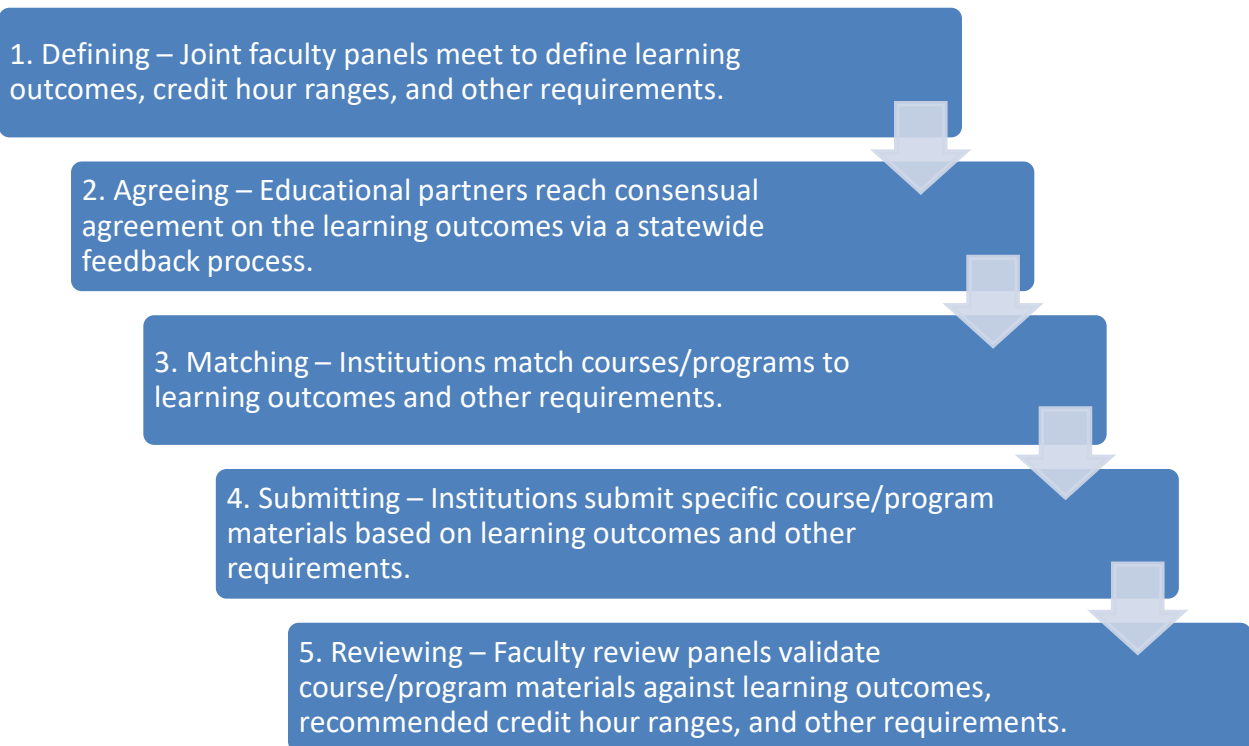 1. Defining – Joint faculty panels meet to define learning
outcomes, credit hour ranges, and other requirements.
2. Agreeing – Educational partners reach consensual
agreement on the learning outcomes via a statewide
feedback process.
3. Matching – Institutions match courses/programs to
learning outcomes and other requirements.
4. Submitting – Institutions submit specific course/program
materials based on learning outcomes and other
requirements.
5. Reviewing – Faculty review panels validate
course/program materials against learning outcomes,
recommended credit hour ranges, and other requirements.